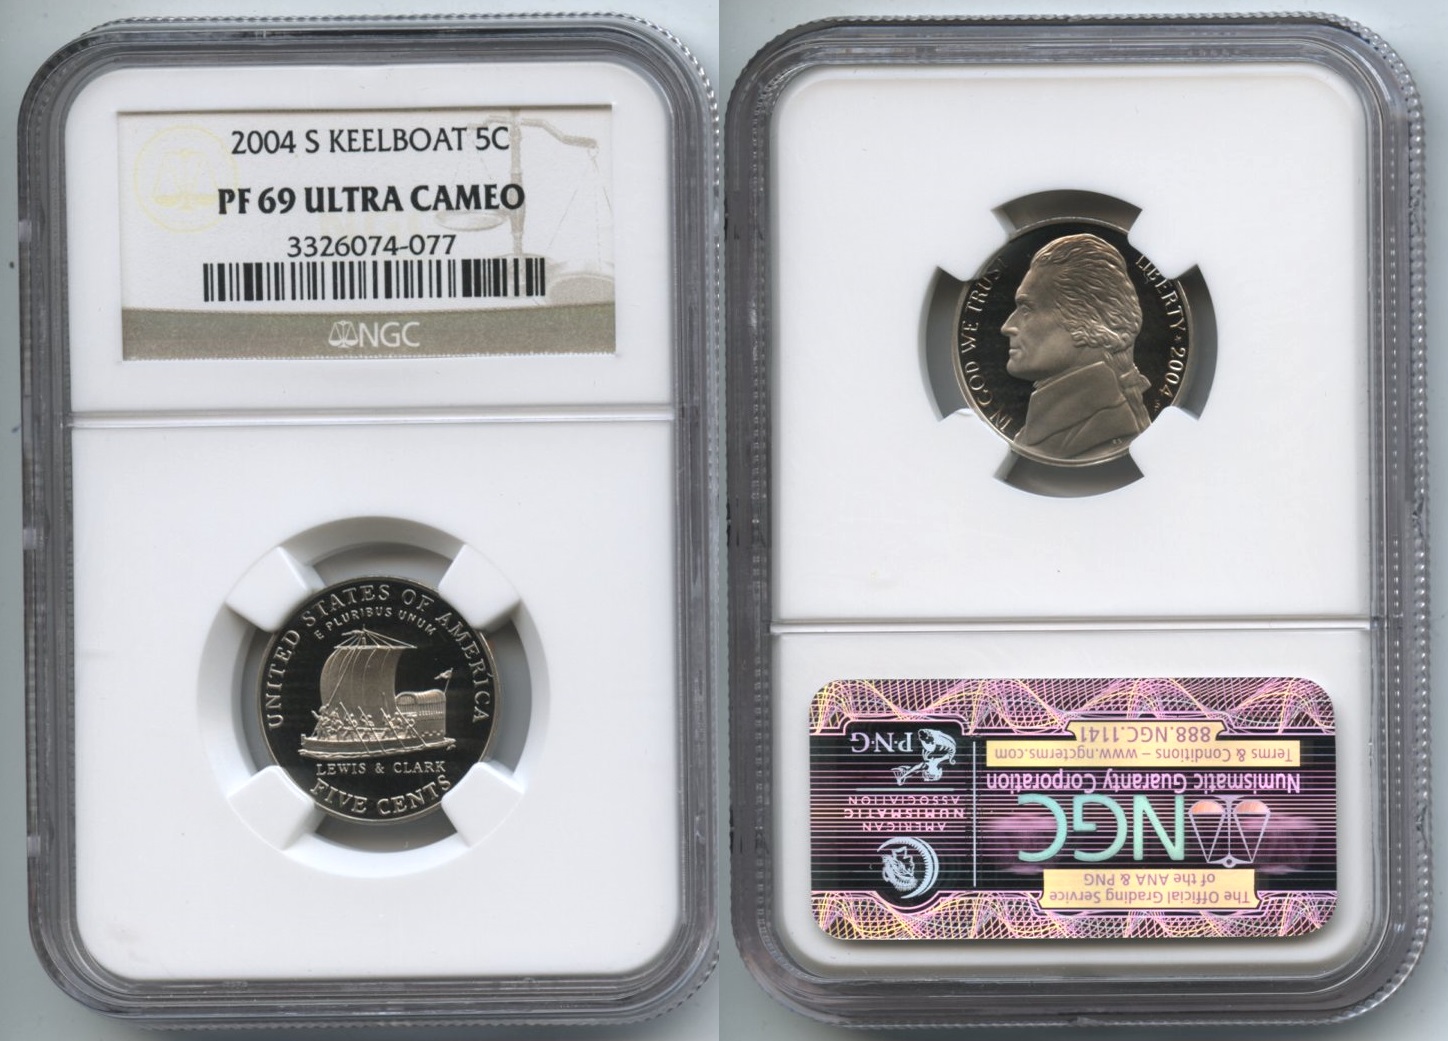 2004 S KEELBOAT 5C
PF 69 ULTRA CAMEO
3326074-077
NGC
UNITED STATES OF AMERICA
E PLURIBUS UNUM
LEWIS & CLARK
FIVE CENTS
IN GOD WE TRUST
LIBERTY 2004
The Official Grading Service
of the ANA & PNG
NGC
Numismatic Guaranty Corporation
Terms & Conditions – www.ngcterms.com
888.NGC.1141
AMERICAN
NUMISMATIC
ASSOCIATION
P·N·G